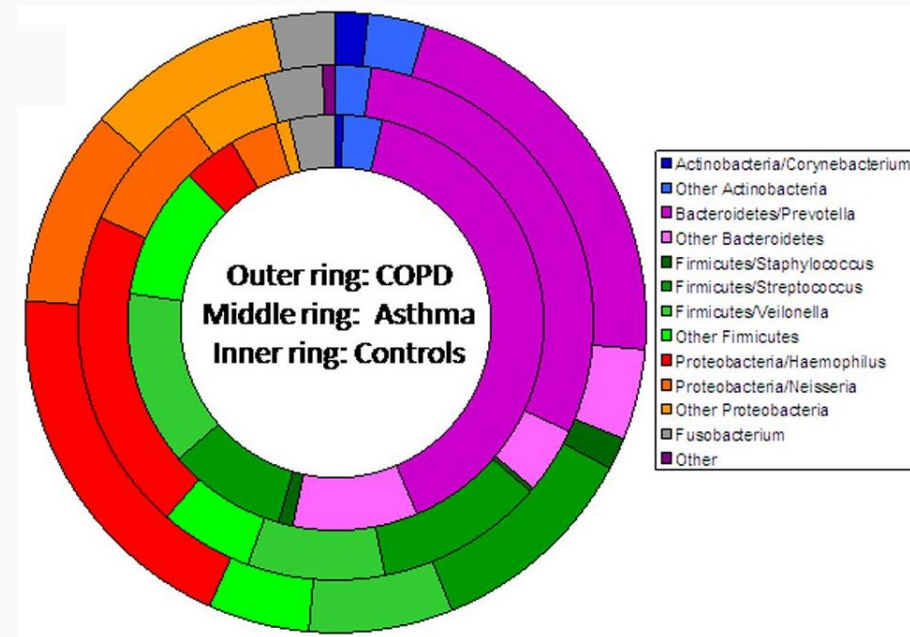 Outer ring: COPD
Middle ring: Asthma
Inner ring: Controls
Actinobacteria/Corynebacterium
Other Actinobacteria
Bacteroidetes/Prevotella
Other Bacteroidetes
Firmicutes/Staphylococcus
Firmicutes/Streptococcus
Firmicutes/Veilonella
Other Firmicutes
Proteobacteria/Haemophilus
Proteobacteria/Neisseria
Other Proteobacteria
Fusobacterium
Other